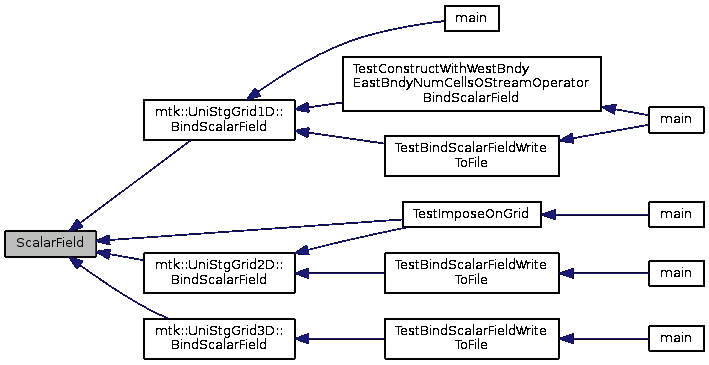 main
TestConstructWithWestBndy
EastBndyNumCellsOStreamOperator
BindScalarField
mtk::UniStgGrid1D::
BindScalarField
main
TestBindScalarFieldWrite
ToFile
TestImposeOnGrid
main
ScalarField
mtk::UniStgGrid2D::
BindScalarField
TestBindScalarFieldWrite
ToFile
main
mtk::UniStgGrid3D::
BindScalarField
TestBindScalarFieldWrite
ToFile
main